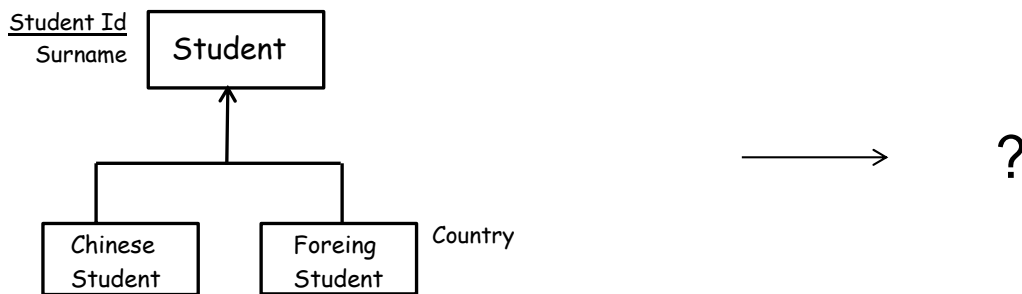 Student Id
Surname
Student
?
Chinese
Student
Foreing
Student
Country